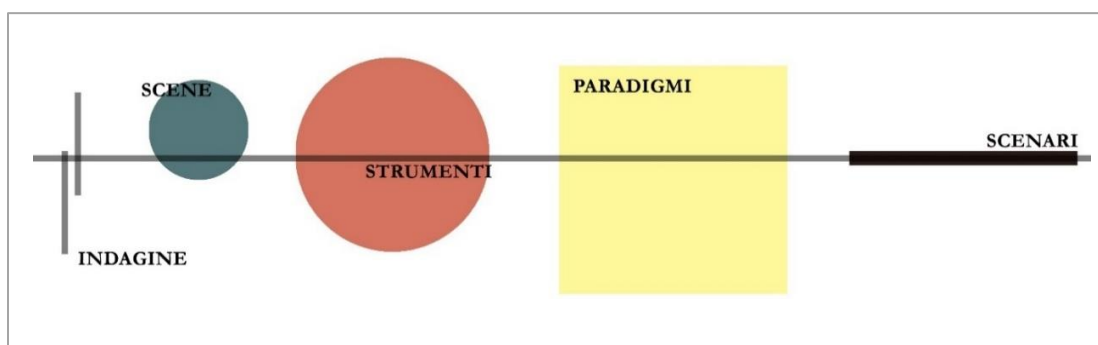 SCENE
STRUMENTI
PARADIGMI
SCENARI
INDAGINE